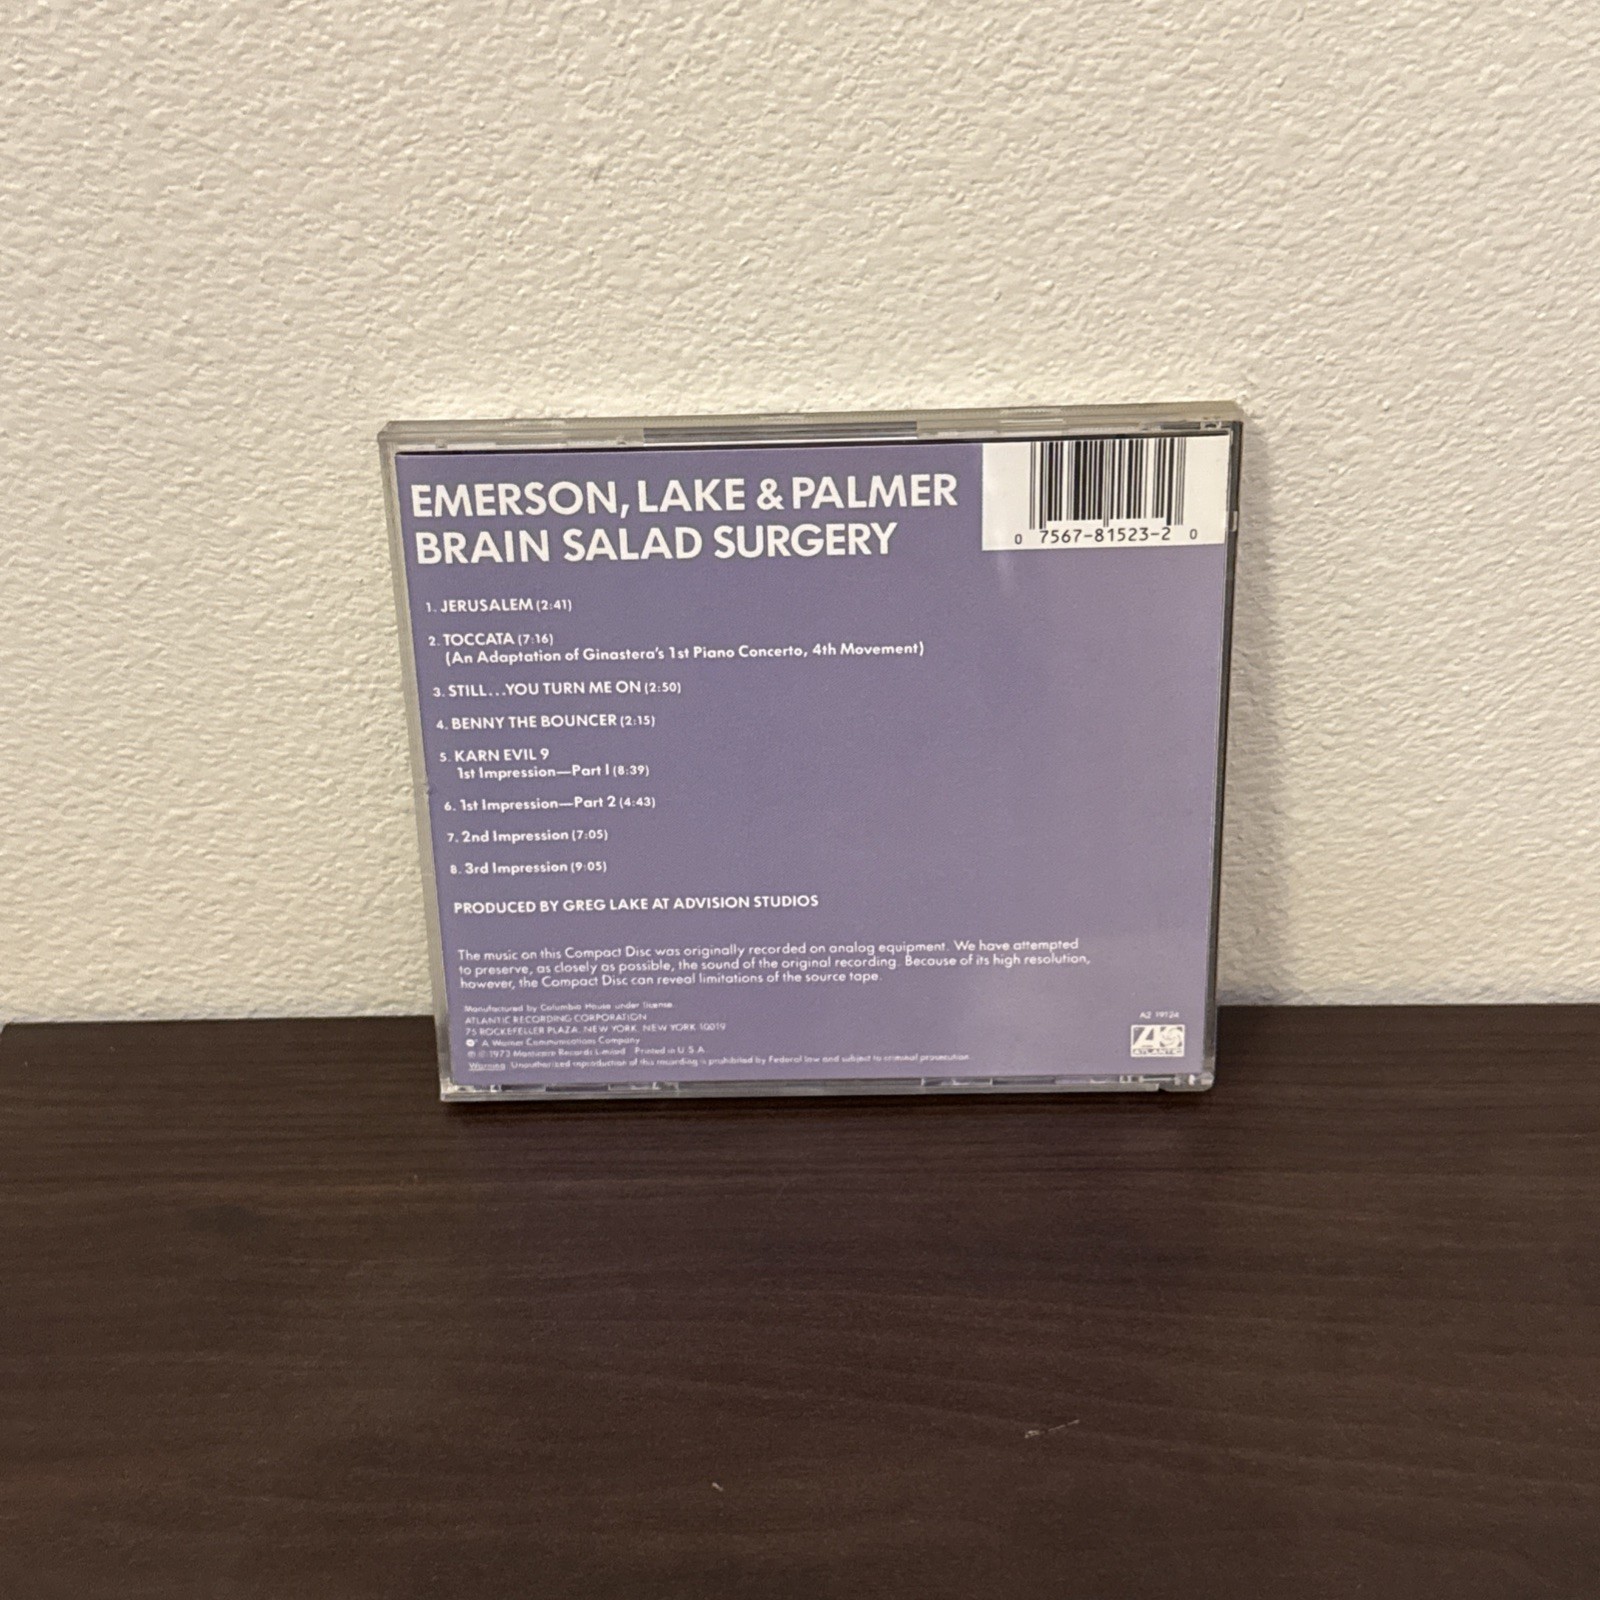 EMERSON, LAKE & PALMER
BRAIN SALAD SURGERY
0 7567-81523-2 0
1. JERUSALEM (2:41)
2. TOCCATA (7:16)
(An Adaptation of Ginastera's 1st Piano Concerto, 4th Movement)
3. STILL...YOU TURN ME ON (2:50)
4. BENNY THE BOUNCER (2:15)
5. KARN EVIL 9
1st Impression—Part 1 (8:39)
6. 1st Impression—Part 2 (4:43)
7. 2nd Impression (7:05)
8. 3rd Impression (9:05)
PRODUCED BY GREG LAKE AT ADVISION STUDIOS
The music on this Compact Disc was originally recorded on analog equipment. We have attempted
to preserve, as closely as possible, the sound of the original recording. Because of its high resolution,
however, the Compact Disc can reveal limitations of the source tape.
Manufactured by Columbia House under license.
ATLANTIC RECORDING CORPORATION
75 ROCKEFELLER PLAZA, NEW YORK, NEW YORK 10019
A Warner Communications Company
℗ © 1973 Manticore Records Limited Printed in U.S.A.
Warning: Unauthorized reproduction of this recording is prohibited by Federal law and subject to criminal prosecution.
A2 19124
ATLANTIC